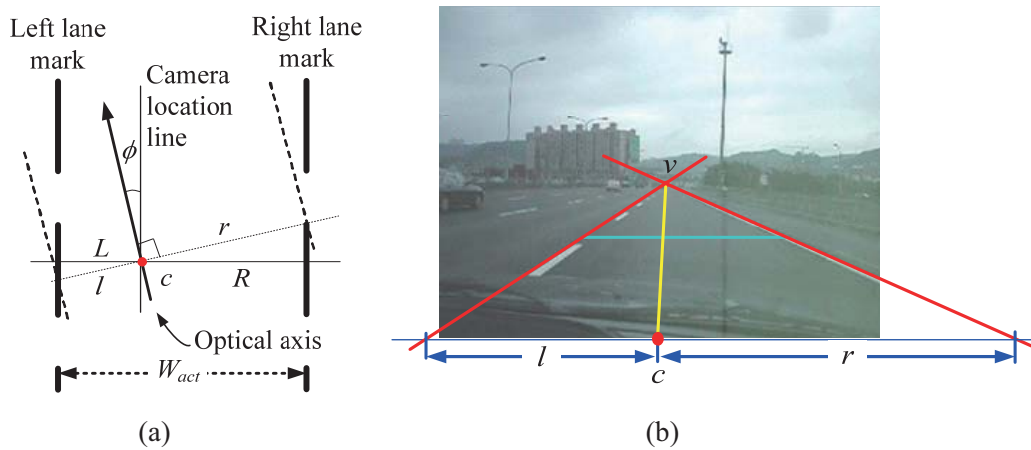 Left lane
mark
Right lane
mark
Camera
location
line
ϕ
L
r
l
c
R
Optical axis
W_act
(a)
v
l
r
c
(b)